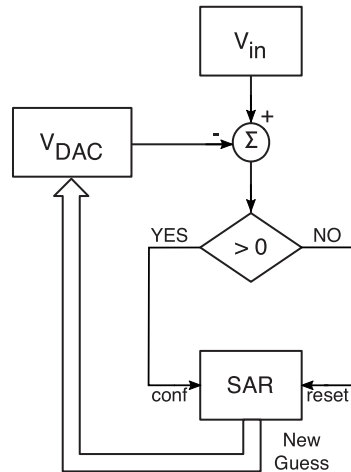 V_in
+
V_DAC
-
Σ
YES
> 0
NO
SAR
conf
reset
New
Guess